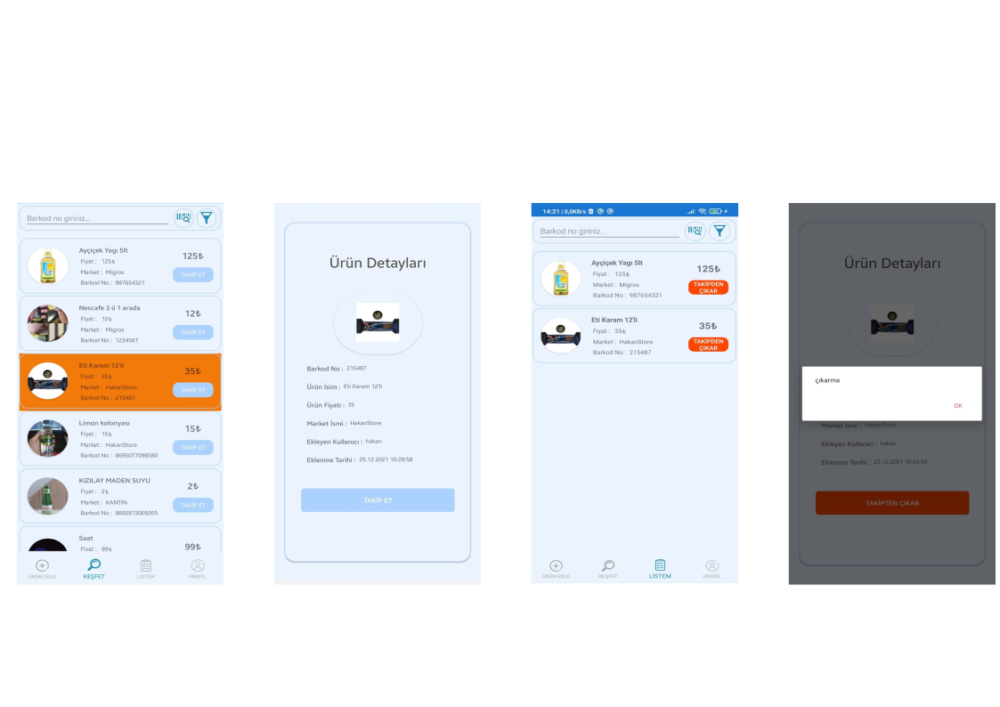 Barkod no giriniz...
Ayçiçek Yagı 5lt
Fiyat : 125₺
Market : Migros
Barkod No : 987654321
125₺
TAKİP ET
Nescafe 3 ü 1 arada
Fiyat : 12₺
Market : Migros
Barkod No : 1234567
12₺
TAKİP ET
Eti Karam 12'li
Fiyat : 35₺
Market : HakanStore
Barkod No : 215487
35₺
TAKİP ET
Limon kolonyası
Fiyat : 15₺
Market : HakanStore
Barkod No : 8695077098580
15₺
TAKİP ET
KIZILAY MADEN SUYU
Fiyat : 2₺
Market : KANTİN
Barkod No : 8692813005055
2₺
TAKİP ET
Saat
Fiyat : 99₺
99₺
ÜRÜN EKLE
KEŞFET
LİSTEM
PROFİL
Ürün Detayları
Barkod No : 215487
Ürün İsim : Eti Karam 12'li
Ürün Fiyatı : 35
Market İsmi : HakanStore
Ekleyen Kullanıcı : hakan
Eklenme Tarihi : 25.12.2021 10:28:58
TAKİP ET
14:21 | 0,0KB/s
Barkod no giriniz...
Ayçiçek Yagı 5lt
Fiyat : 125₺
Market : Migros
Barkod No : 987654321
125₺
TAKİPDEN
ÇIKAR
Eti Karam 12'li
Fiyat : 35₺
Market : HakanStore
Barkod No : 215487
35₺
TAKİPDEN
ÇIKAR
ÜRÜN EKLE
KEŞFET
LİSTEM
PROFİL
Ürün Detayları
çıkarma
OK
Market İsmi : HakanStore
Ekleyen Kullanıcı : hakan
Eklenme Tarihi : 25.12.2021 10:28:58
TAKİPTEN ÇIKAR